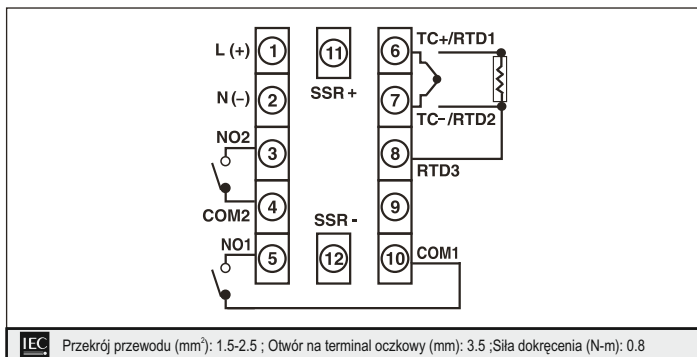 L (+) 1 11 6 TC+/RTD1
N (–) 2 SSR + 7 TC–/RTD2
NO2 3 8 RTD3
COM2 4 9
NO1 5 SSR - 12 10 COM1
IEC Przekrój przewodu (mm²): 1.5-2.5 ; Otwór na terminal oczkowy (mm): 3.5 ;Siła dokręcenia (N-m): 0.8